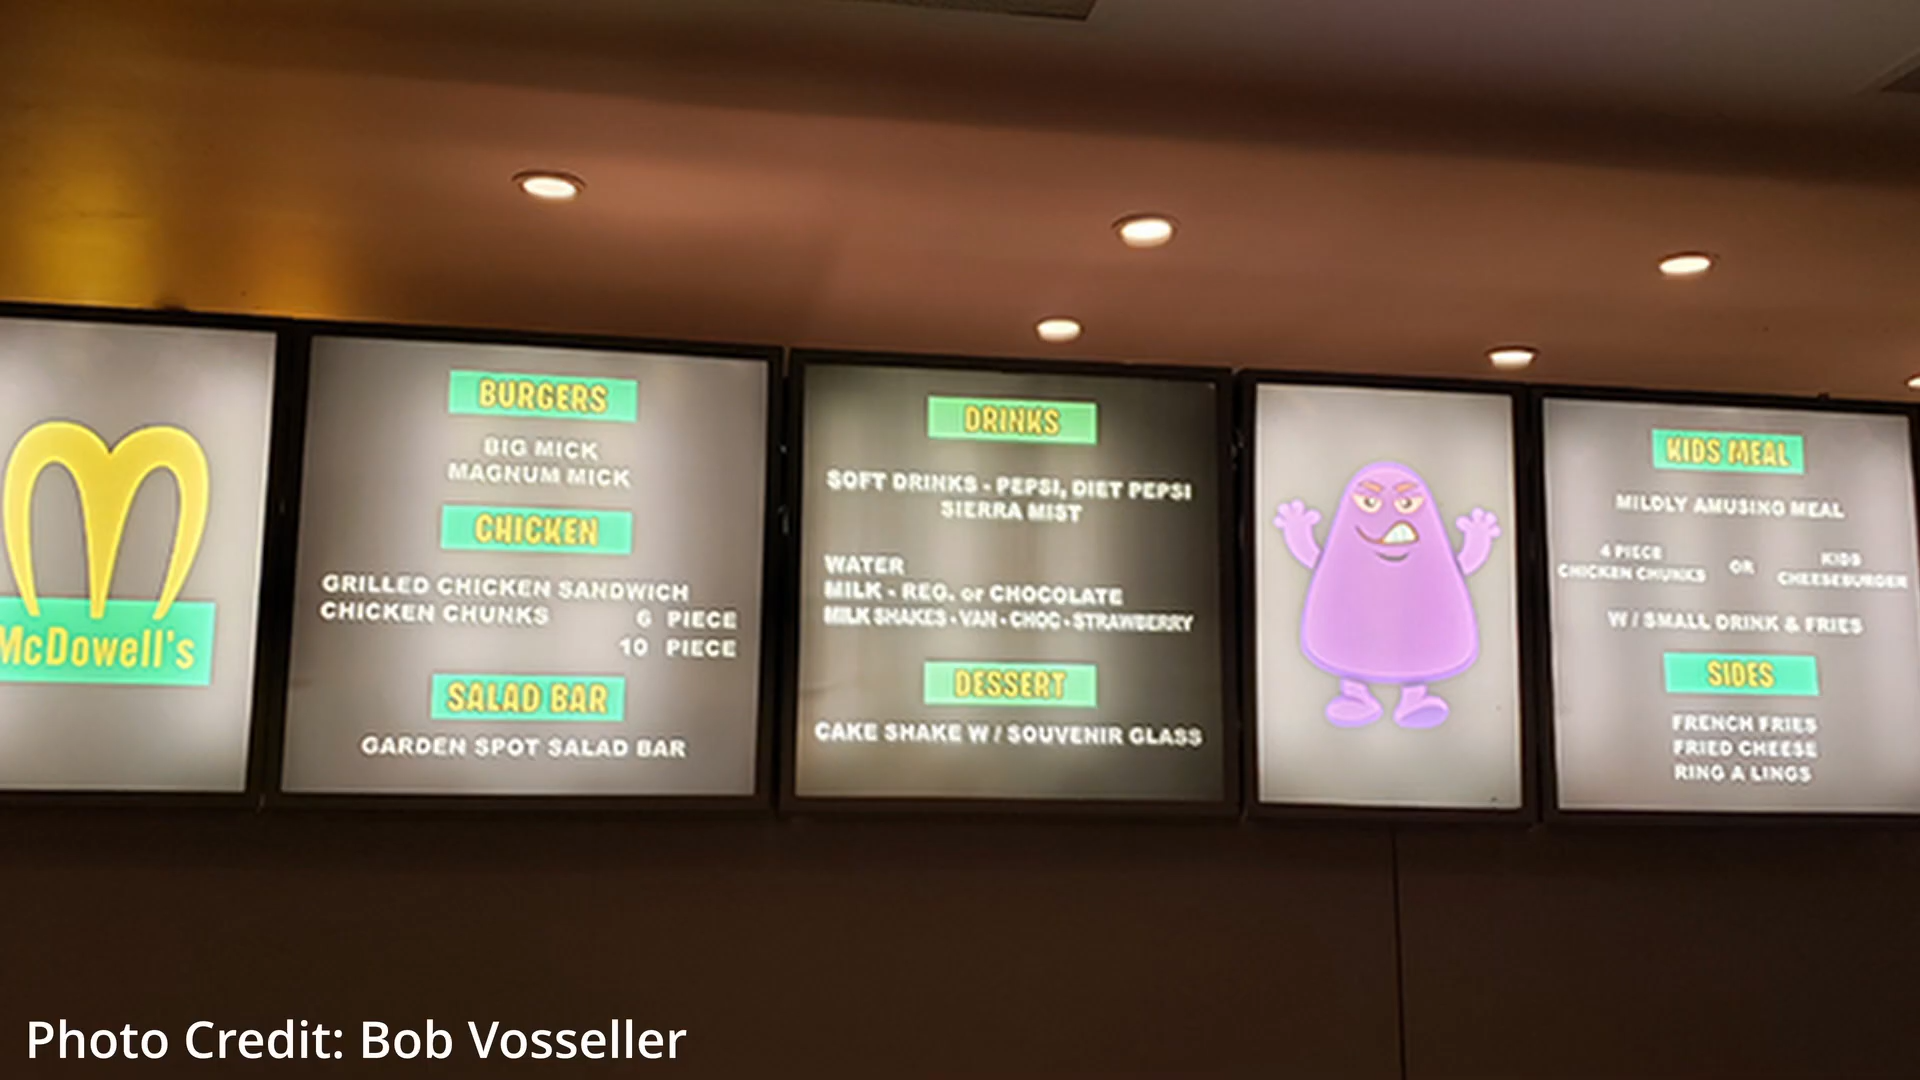 McDowell's
BURGERS
BIG MICK
MAGNUM MICK
CHICKEN
GRILLED CHICKEN SANDWICH
CHICKEN CHUNKS 6 PIECE
10 PIECE
SALAD BAR
GARDEN SPOT SALAD BAR
DRINKS
SOFT DRINKS - PEPSI, DIET PEPSI
SIERRA MIST
WATER
MILK - REG. or CHOCOLATE
MILK SHAKES - VAN - CHOC - STRAWBERRY
DESSERT
CAKE SHAKE W / SOUVENIR GLASS
KIDS MEAL
MILDLY AMUSING MEAL
4 PIECE
CHICKEN CHUNKS OR KIDS
CHEESEBURGER
W / SMALL DRINK & FRIES
SIDES
FRENCH FRIES
FRIED CHEESE
RING A LINGS
Photo Credit: Bob Vosseller